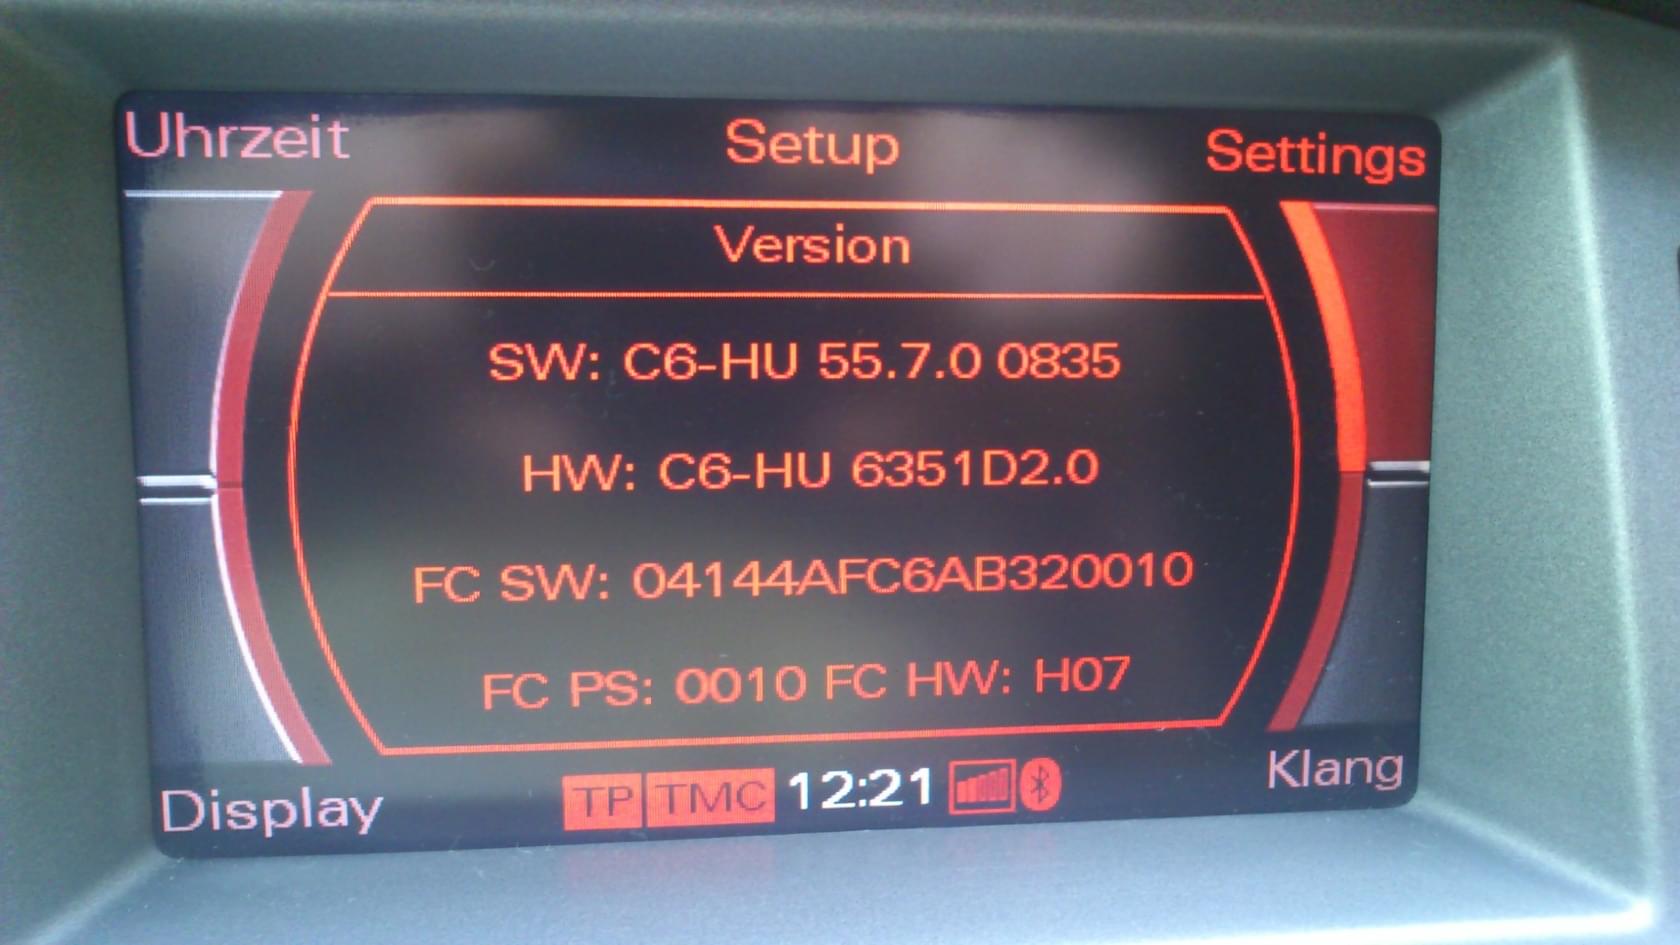 Uhrzeit Setup Settings
Version
SW: C6-HU 55.7.0 0835
HW: C6-HU 6351D2.0
FC SW: 04144AFC6AB320010
FC PS: 0010 FC HW: H07
Display TP TMC 12:21 Klang